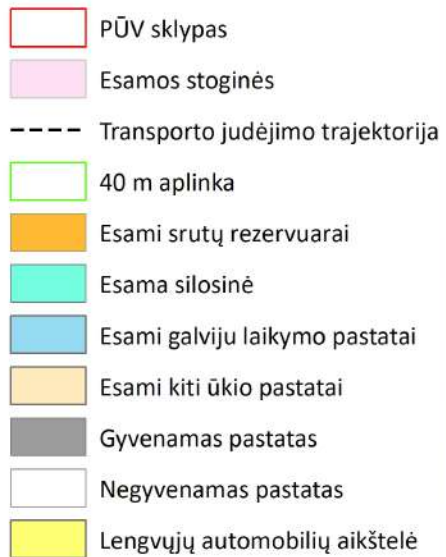 PŪV sklypas
Esamos stoginės
Transporto judėjimo trajektorija
40 m aplinka
Esami srutų rezervuarai
Esama silosinė
Esami galviju laikymo pastatai
Esami kiti ūkio pastatai
Gyvenamas pastatas
Negyvenamas pastatas
Lengvųjų automobilių aikštelė